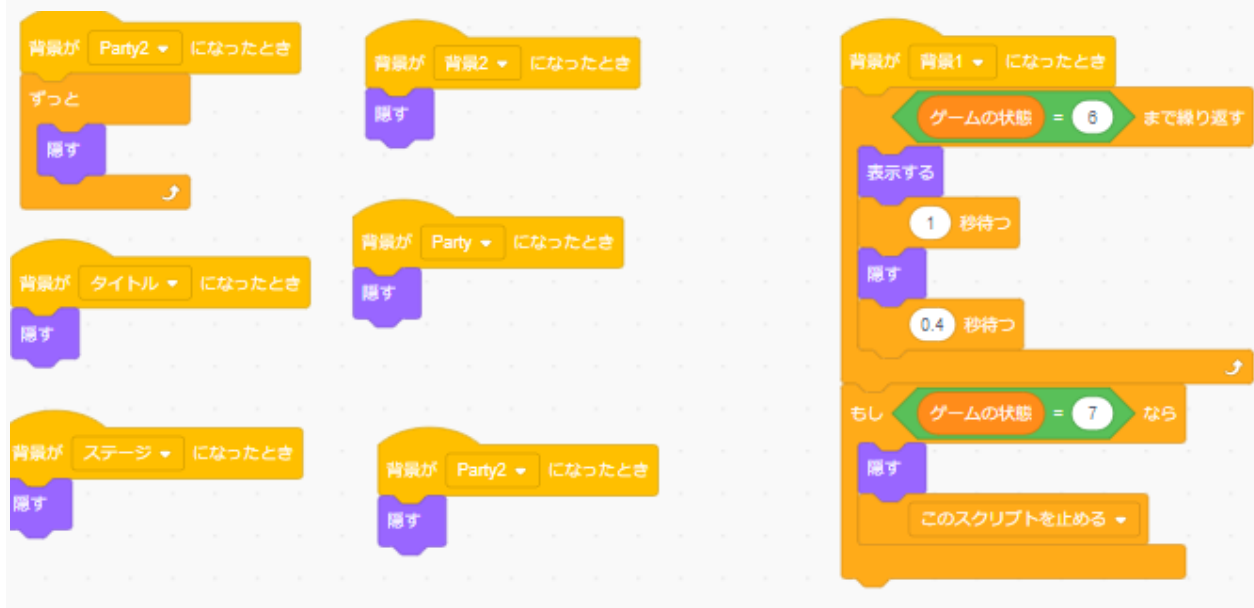 背景が Party2 になったとき
ずっと
隠す
背景が タイトル になったとき
隠す
背景が ステージ になったとき
隠す
背景が 背景2 になったとき
隠す
背景が Party になったとき
隠す
背景が Party2 になったとき
隠す
背景が 背景1 になったとき
ゲームの状態 = 6 まで繰り返す
表示する
1 秒待つ
隠す
0.4 秒待つ
もし ゲームの状態 = 7 なら
隠す
このスクリプトを止める